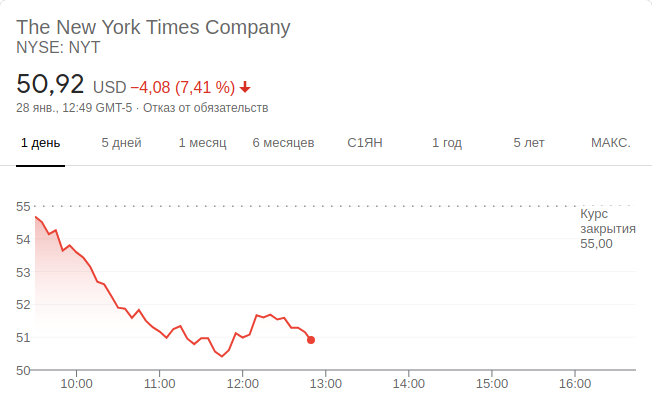 The New York Times Company
NYSE: NYT
50,92 USD −4,08 (7,41 %)
28 янв., 12:49 GMT-5 · Отказ от обязательств
1 день 5 дней 1 месяц 6 месяцев С1ЯН 1 год 5 лет МАКС.
55
Курс
закрытия
55,00
54
53
52
51
50
10:00 11:00 12:00 13:00 14:00 15:00 16:00